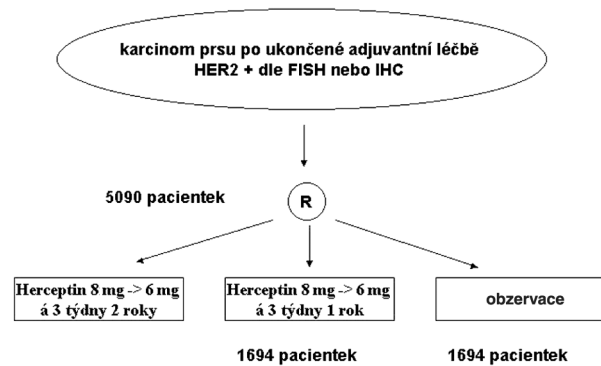 karcinom prsu po ukončené adjuvantní léčbě
HER2 + dle FISH nebo IHC
5090 pacientek
R
Herceptin 8 mg -> 6 mg
á 3 týdny 2 roky
Herceptin 8 mg -> 6 mg
á 3 týdny 1 rok
obzervace
1694 pacientek
1694 pacientek